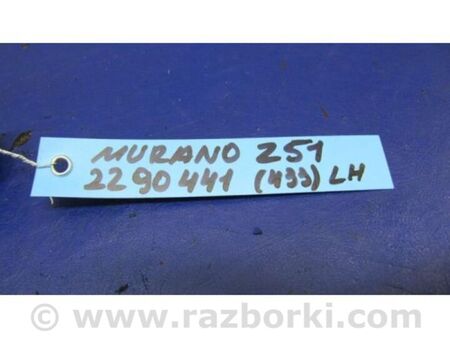 MURANO Z51
2290441 (433) LH
© www.razborki.com